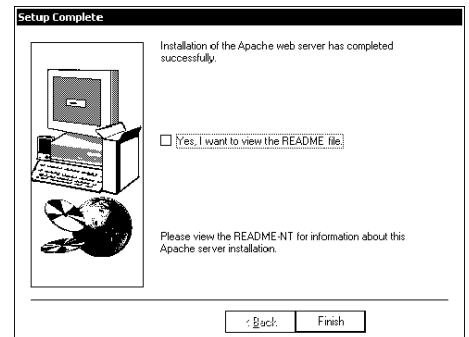 Setup Complete
Installation of the Apache web server has completed
successfully.
Yes, I want to view the README file.
Please view the README-NT for information about this
Apache server installation.
< Back
Finish